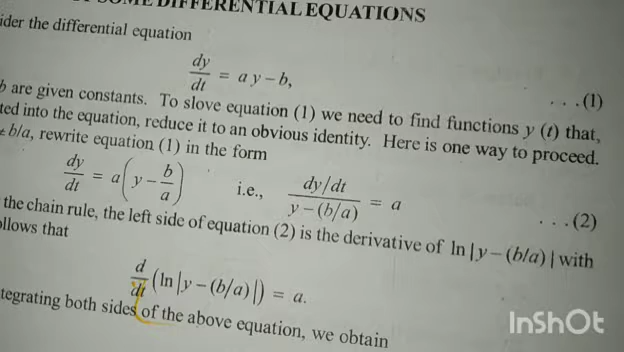 SOME DIFFERENTIAL EQUATIONS
ider the differential equation
dy/dt = a y – b, . . . (1)
b are given constants. To slove equation (1) we need to find functions y (t) that,
ted into the equation, reduce it to an obvious identity. Here is one way to proceed.
≠ b/a, rewrite equation (1) in the form
dy/dt = a(y – b/a) i.e., (dy/dt)/(y – (b/a)) = a . . . (2)
the chain rule, the left side of equation (2) is the derivative of ln |y – (b/a) | with
ollows that
d/dt (ln |y – (b/a)|) = a.
tegrating both sides of the above equation, we obtain
InShOt